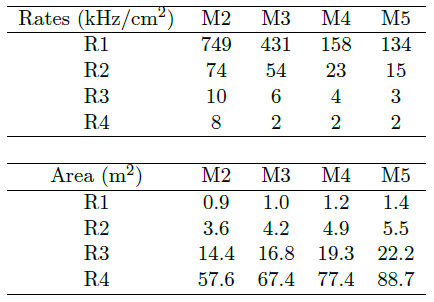 Rates (kHz/cm²) M2 M3 M4 M5
R1 749 431 158 134
R2 74 54 23 15
R3 10 6 4 3
R4 8 2 2 2
Area (m²) M2 M3 M4 M5
R1 0.9 1.0 1.2 1.4
R2 3.6 4.2 4.9 5.5
R3 14.4 16.8 19.3 22.2
R4 57.6 67.4 77.4 88.7